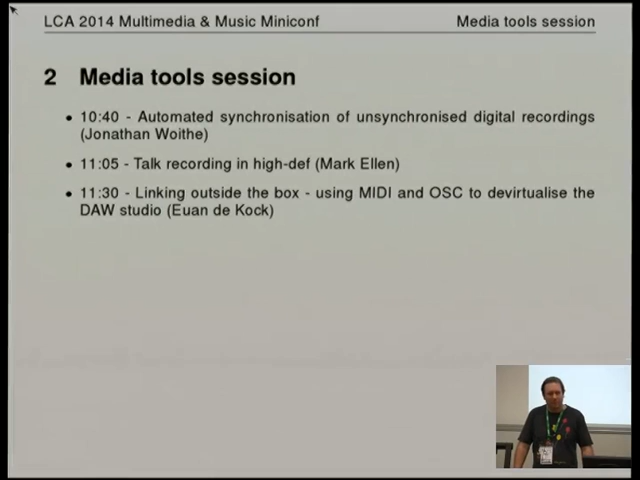 LCA 2014 Multimedia & Music Miniconf Media tools session
2 Media tools session
• 10:40 - Automated synchronisation of unsynchronised digital recordings
(Jonathan Woithe)
• 11:05 - Talk recording in high-def (Mark Ellen)
• 11:30 - Linking outside the box - using MIDI and OSC to devirtualise the
DAW studio (Euan de Kock)